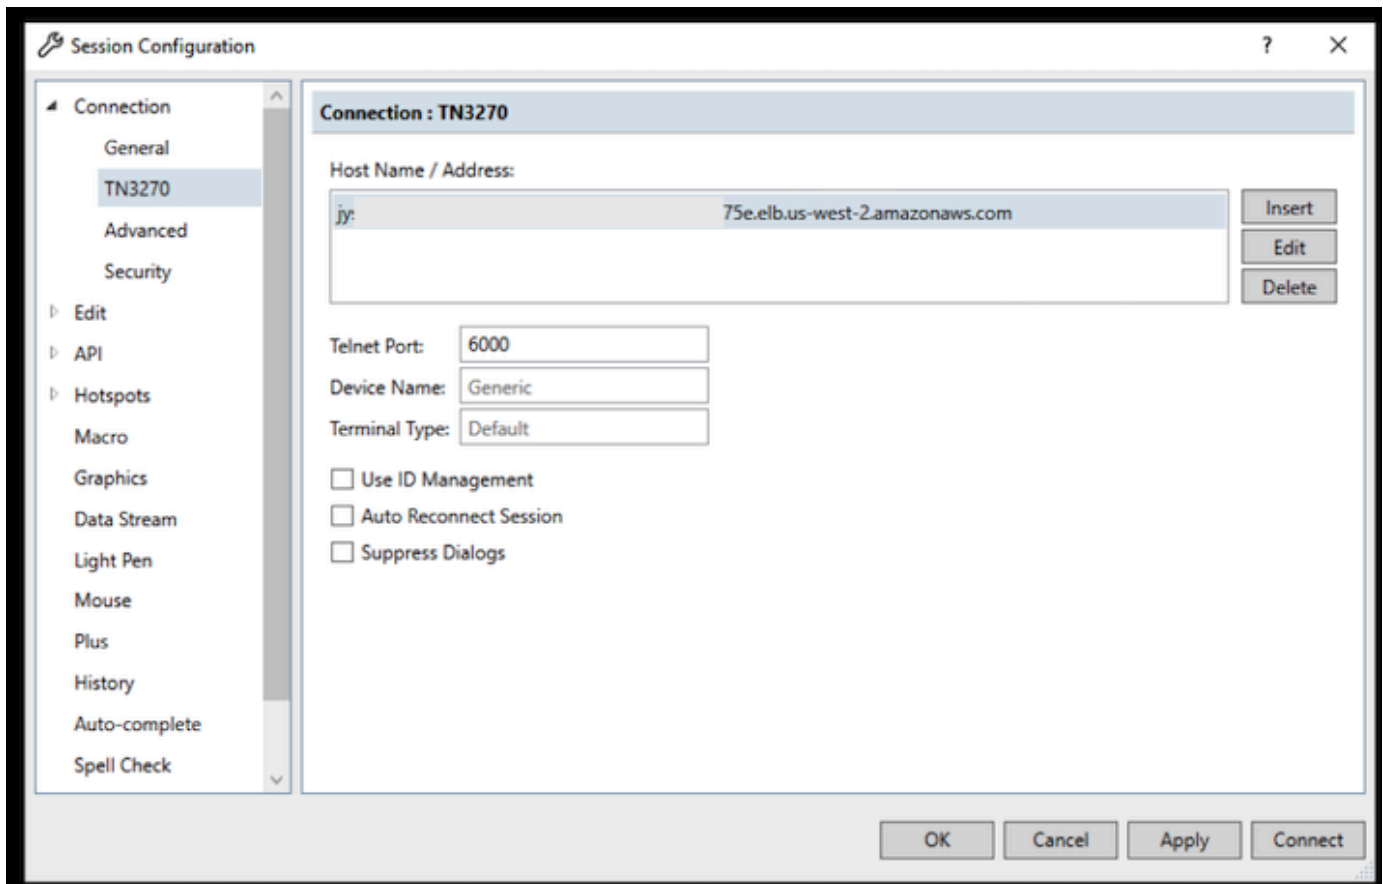 Session Configuration
?
Connection
General
TN3270
Advanced
Security
Edit
API
Hotspots
Macro
Graphics
Data Stream
Light Pen
Mouse
Plus
History
Auto-complete
Spell Check
Connection : TN3270
Host Name / Address:
jy: 75e.elb.us-west-2.amazonaws.com
Insert
Edit
Delete
Telnet Port: 6000
Device Name: Generic
Terminal Type: Default
Use ID Management
Auto Reconnect Session
Suppress Dialogs
OK Cancel Apply Connect